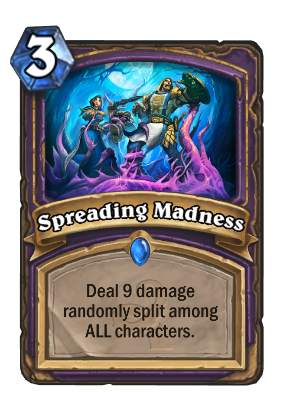 3
Spreading Madness
Deal 9 damage
randomly split among
ALL characters.